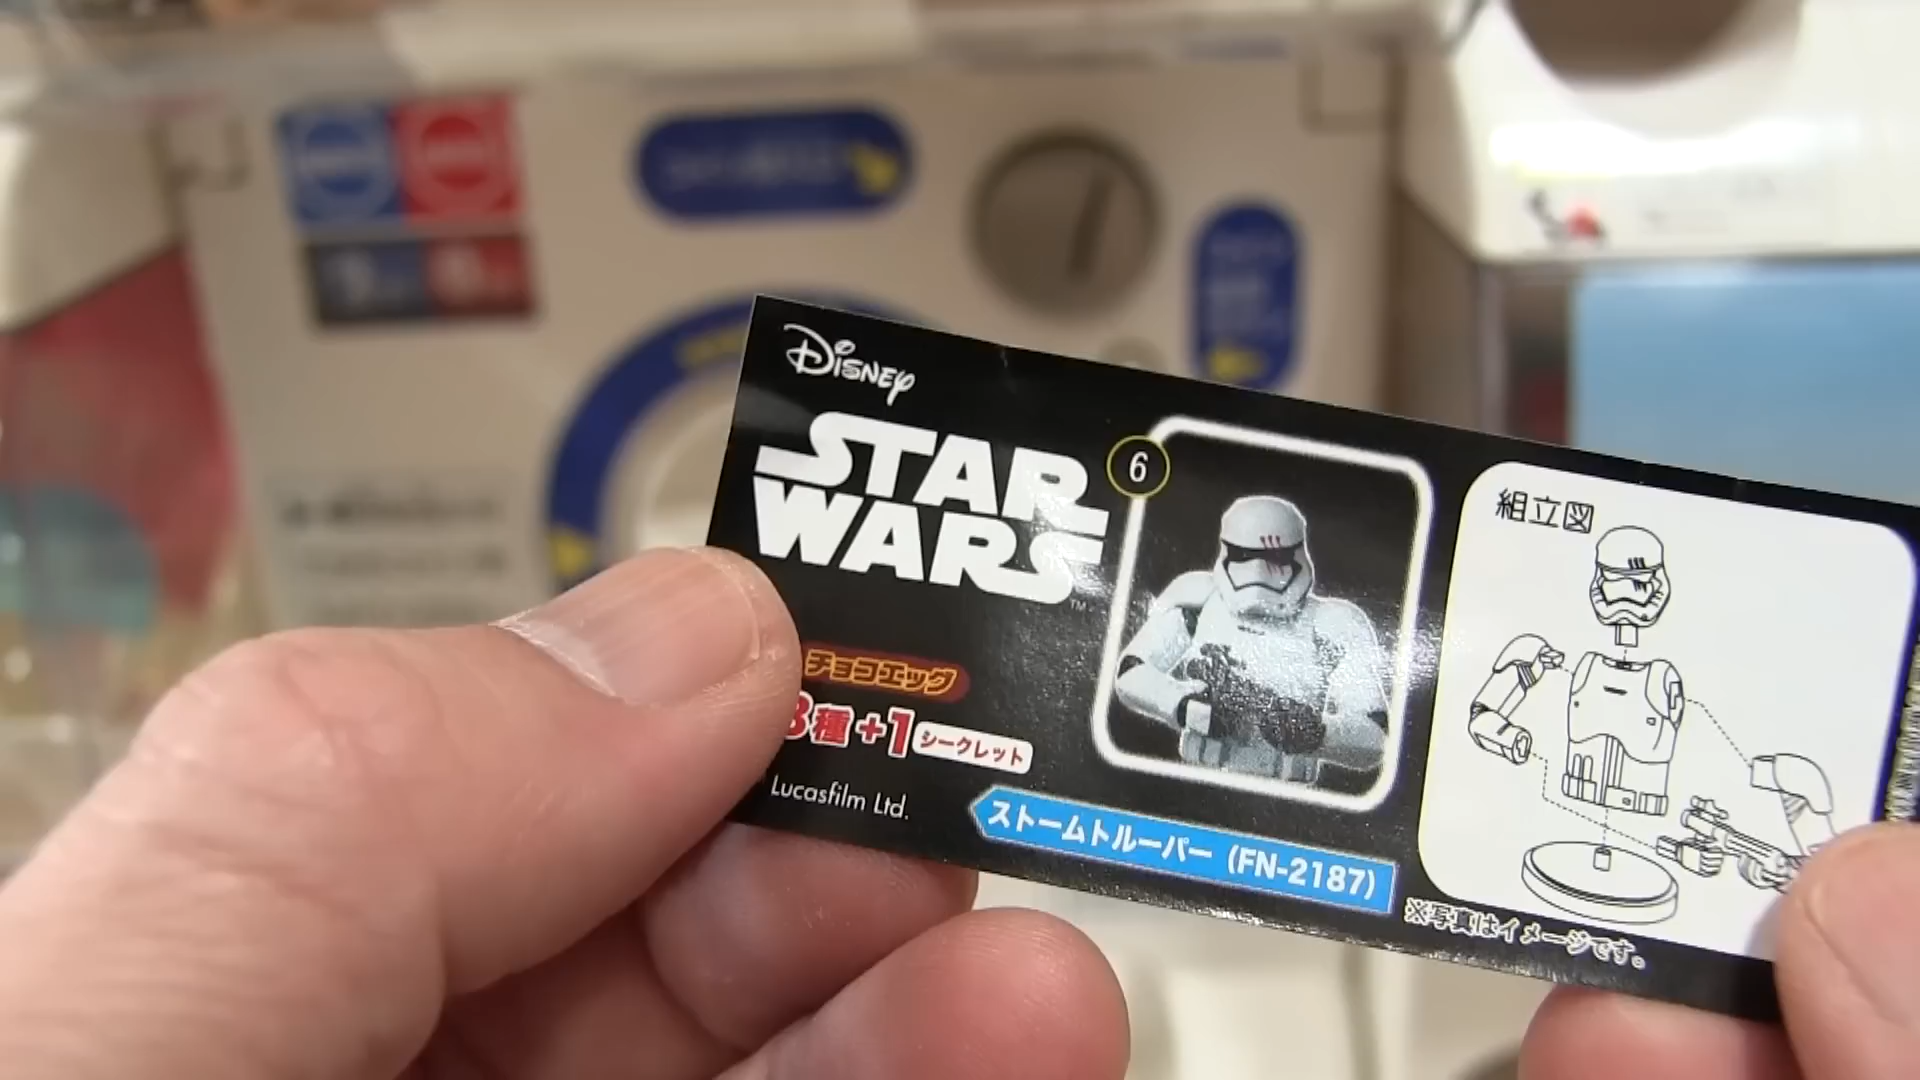 Disney
STAR
WARS
™
チョコエッグ
種+1シークレット
Lucasfilm Ltd.
6
ストームトルーパー (FN-2187)
組立図
※写真はイメージです。